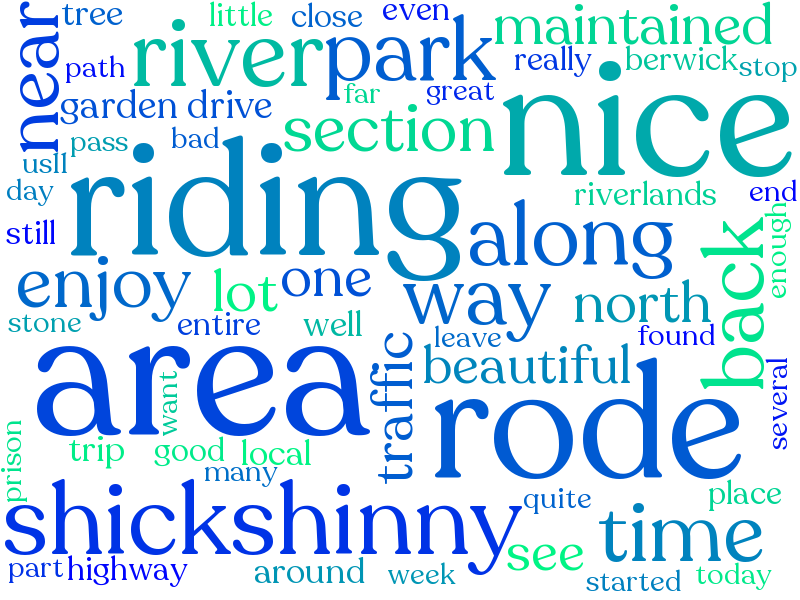 tree
little
close
even
near
river
park
maintained
path
really
berwick
stop
garden
drive
far
great
nice
pass
bad
section
usll
riding
day
riverlands
end
still
along
back
enough
enjoy
lot
one
way
north
stone
entire
well
leave
found
area
want
traffic
beautiful
rode
several
prison
trip
good
local
many
shickshinny
quite
place
time
see
part
highway
around
week
started
today